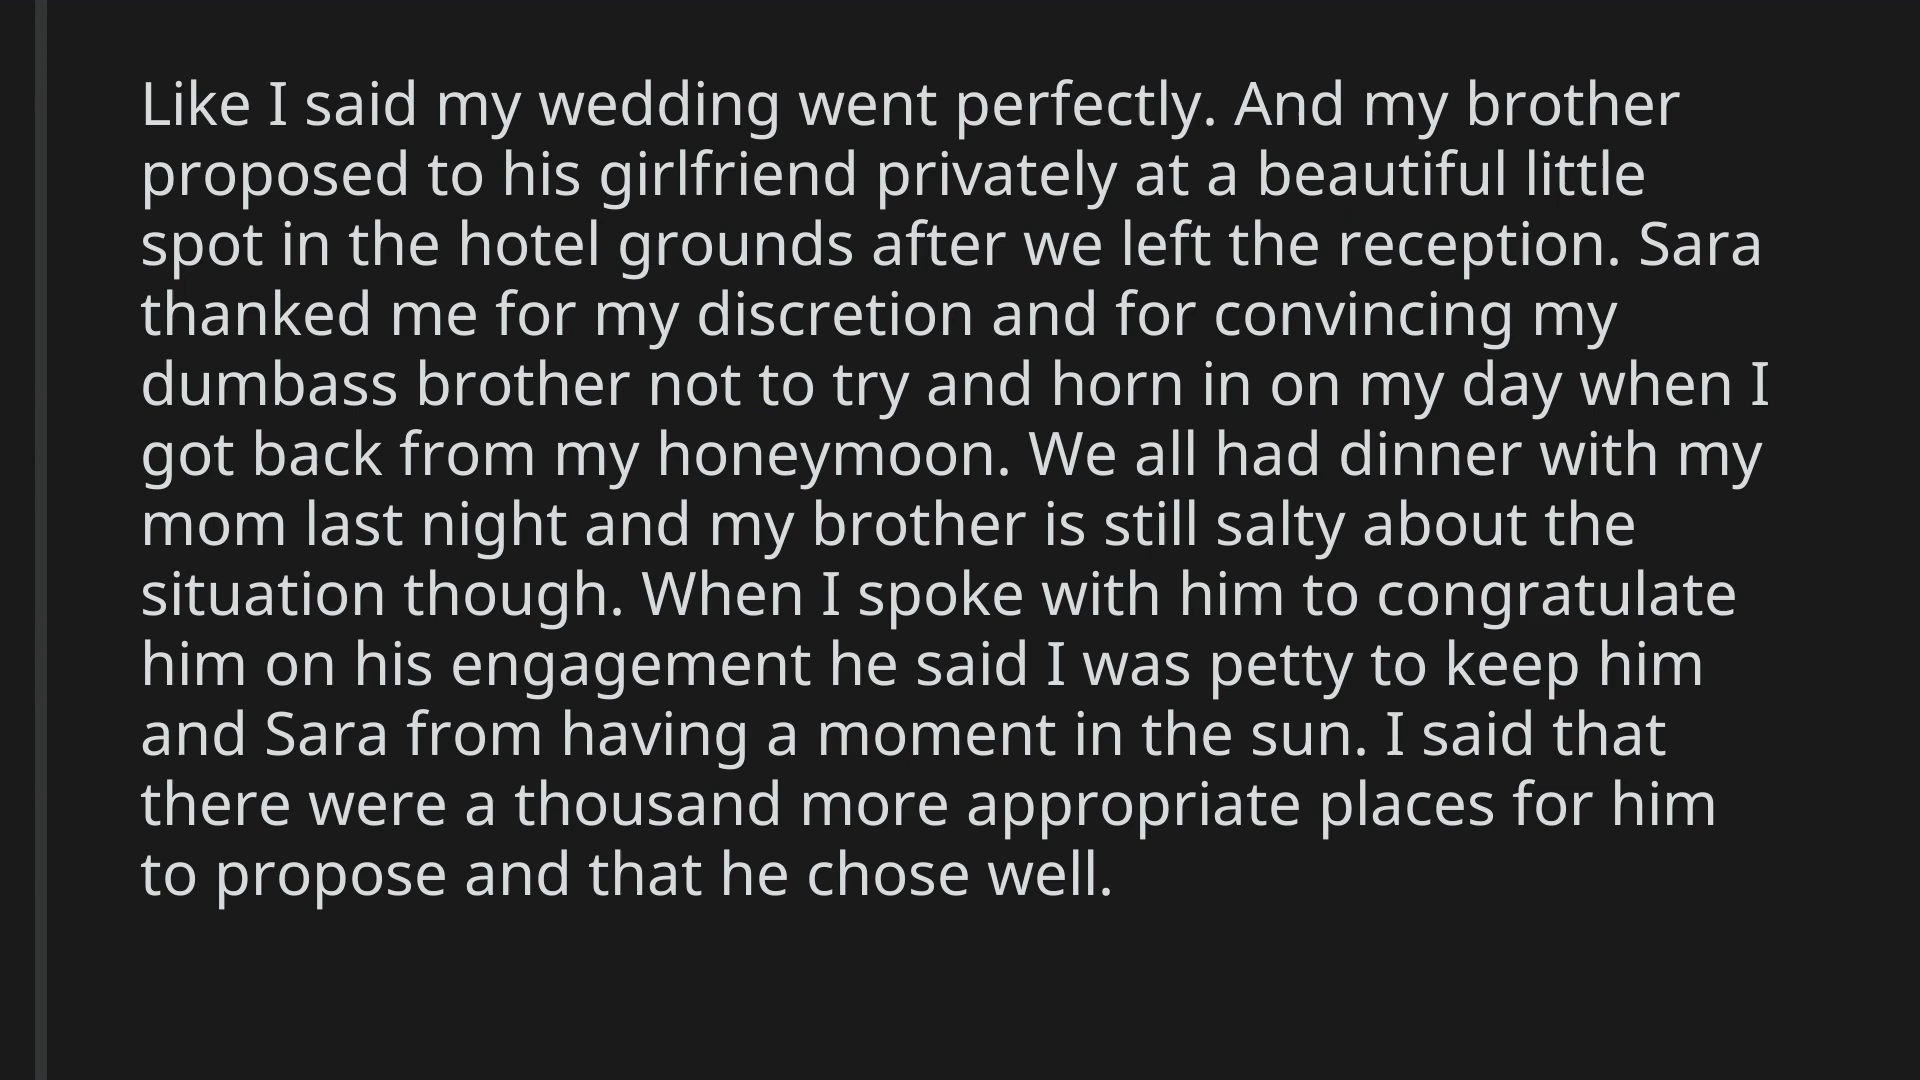 Like I said my wedding went perfectly. And my brother
proposed to his girlfriend privately at a beautiful little
spot in the hotel grounds after we left the reception. Sara
thanked me for my discretion and for convincing my
dumbass brother not to try and horn in on my day when I
got back from my honeymoon. We all had dinner with my
mom last night and my brother is still salty about the
situation though. When I spoke with him to congratulate
him on his engagement he said I was petty to keep him
and Sara from having a moment in the sun. I said that
there were a thousand more appropriate places for him
to propose and that he chose well.